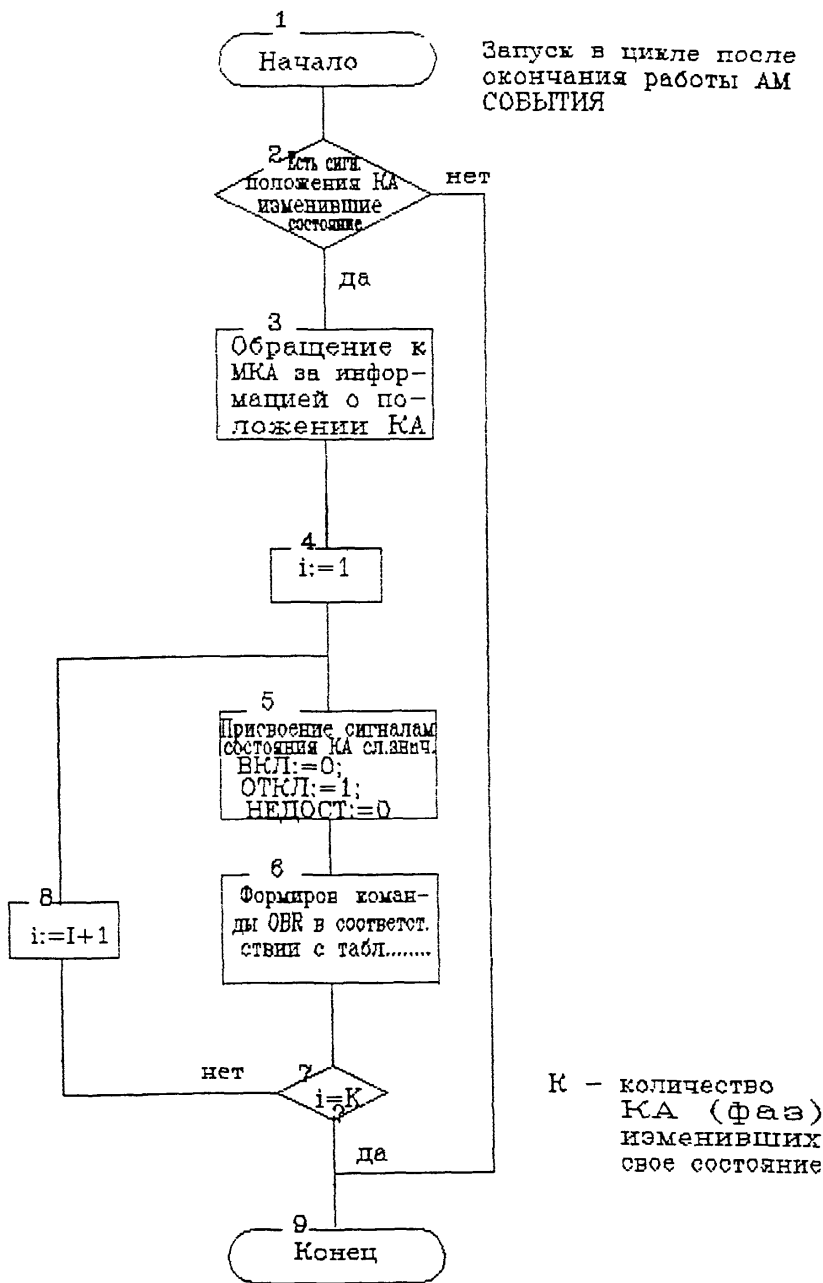 1
Начало
Запуск в цикле после
окончания работы АМ
СОБЫТИЯ
2
Есть сигн.
положения КА
изменившие
состояние
нет
да
3
Обращение к
МКА за инфор-
мацией о по-
ложении КА
4
i:=1
5
Присвоение сигналам
состояния КА сл.знач.
ВКЛ:=0;
ОТКЛ:=1;
НЕДОСТ:=0
6
Формиров коман-
ды OBR в соответст.
ствии с табл........
8
i:=I+1
нет
7
i=K
?
да
К – количество
КА (фаз)
изменивших
свое состояние
9
Конец